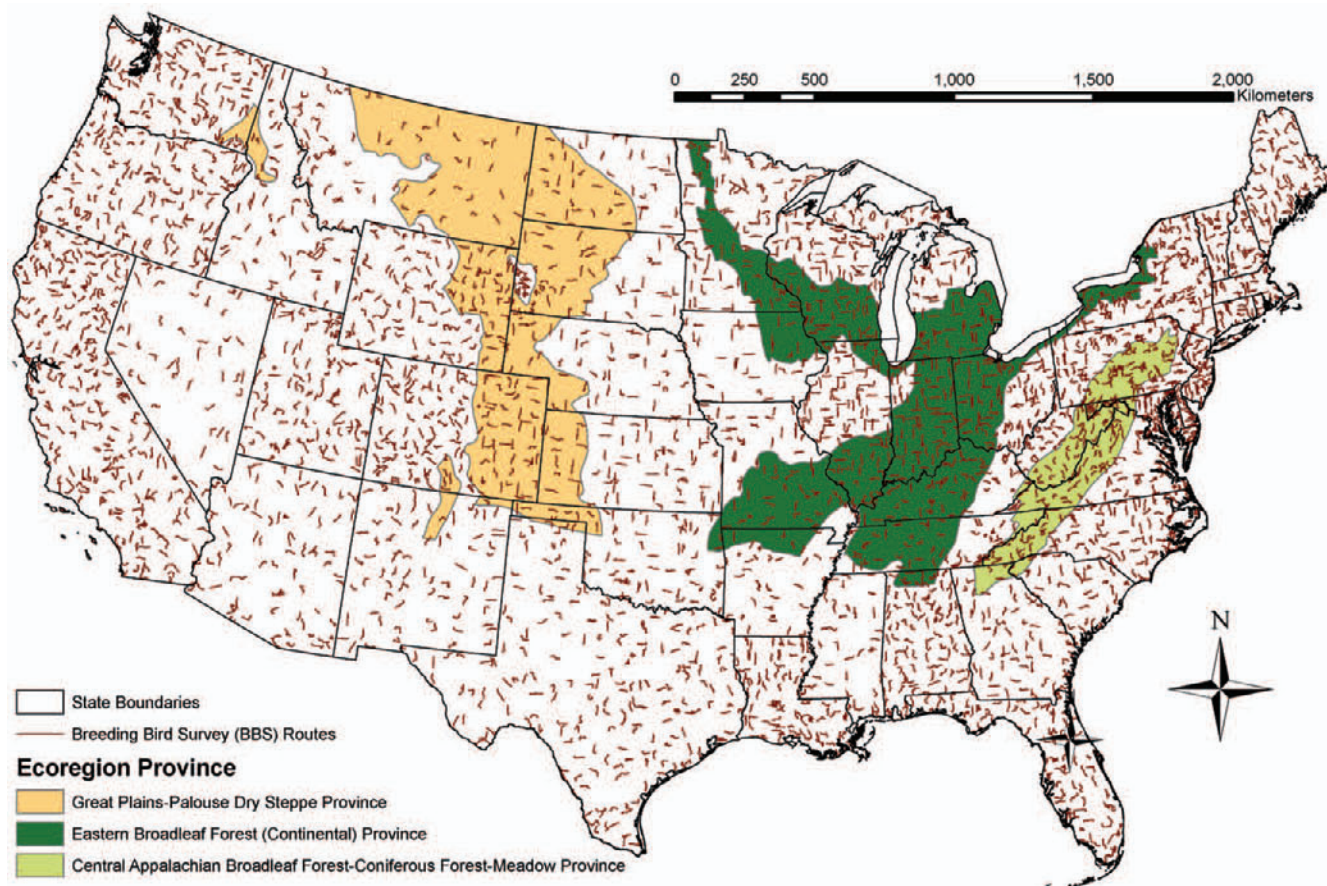 0 250 500 1,000 1,500 2,000
Kilometers
N
State Boundaries
Breeding Bird Survey (BBS) Routes
Ecoregion Province
Great Plains-Palouse Dry Steppe Province
Eastern Broadleaf Forest (Continental) Province
Central Appalachian Broadleaf Forest-Coniferous Forest-Meadow Province